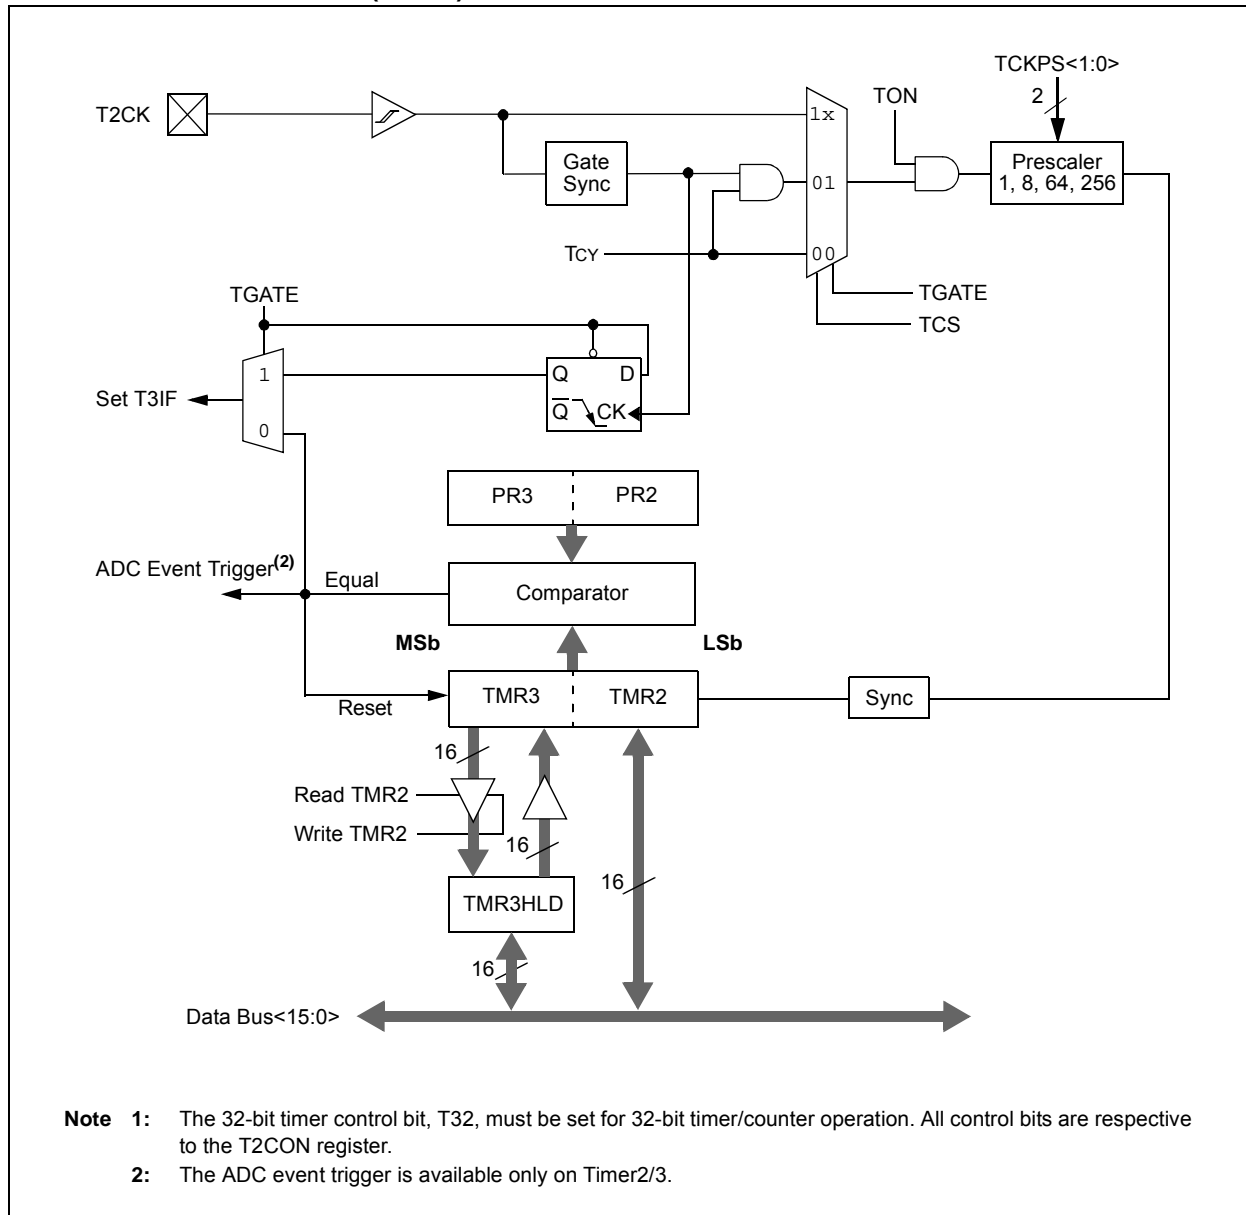 TCKPS<1:0>
2
TON
T2CK
1x
Gate
Sync
Prescaler
1, 8, 64, 256
01
TCY
00
TGATE
TCS
TGATE
1
Q D
Set T3IF
Q CK
0
PR3 PR2
ADC Event Trigger(2)
Equal
Comparator
MSb LSb
TMR3 TMR2
Sync
Reset
16
Read TMR2
Write TMR2
16
16
TMR3HLD
16
Data Bus<15:0>
Note 1: The 32-bit timer control bit, T32, must be set for 32-bit timer/counter operation. All control bits are respective
to the T2CON register.
2: The ADC event trigger is available only on Timer2/3.